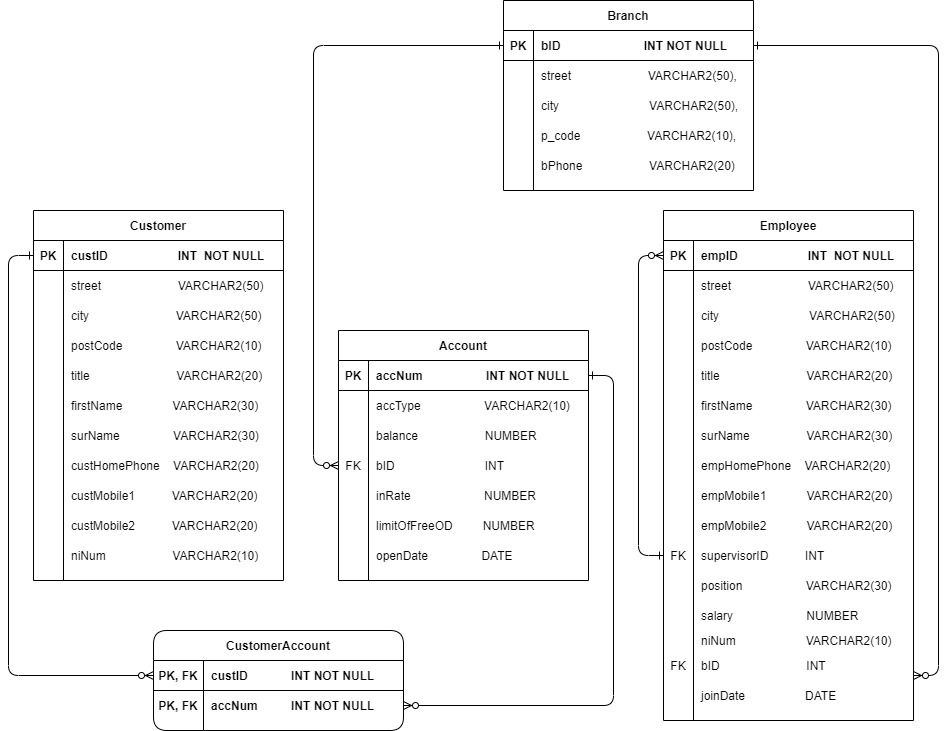 Branch
PK bID INT NOT NULL
street VARCHAR2(50),
city VARCHAR2(50),
p_code VARCHAR2(10),
bPhone VARCHAR2(20)
Customer
PK custID INT NOT NULL
street VARCHAR2(50)
city VARCHAR2(50)
postCode VARCHAR2(10)
title VARCHAR2(20)
firstName VARCHAR2(30)
surName VARCHAR2(30)
custHomePhone VARCHAR2(20)
custMobile1 VARCHAR2(20)
custMobile2 VARCHAR2(20)
niNum VARCHAR2(10)
Account
PK accNum INT NOT NULL
accType VARCHAR2(10)
balance NUMBER
FK bID INT
inRate NUMBER
limitOfFreeOD NUMBER
openDate DATE
Employee
PK empID INT NOT NULL
street VARCHAR2(50)
city VARCHAR2(50)
postCode VARCHAR2(10)
title VARCHAR2(20)
firstName VARCHAR2(30)
surName VARCHAR2(30)
empHomePhone VARCHAR2(20)
empMobile1 VARCHAR2(20)
empMobile2 VARCHAR2(20)
FK supervisorID INT
position VARCHAR2(30)
salary NUMBER
niNum VARCHAR2(10)
FK bID INT
joinDate DATE
CustomerAccount
PK, FK custID INT NOT NULL
PK, FK accNum INT NOT NULL